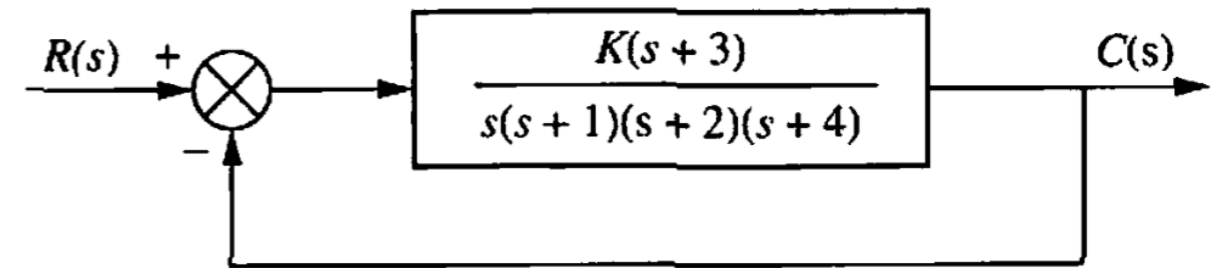 R(s) + K(s + 3) C(s)
s(s + 1)(s + 2)(s + 4)
−